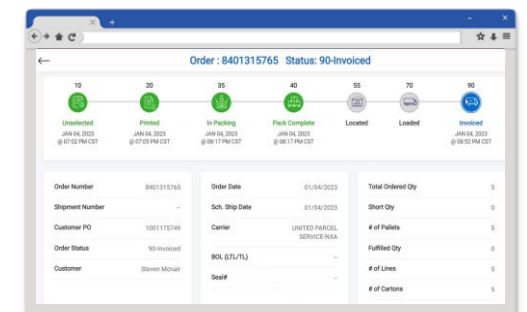 Order : 8401315765 Status: 90-Invoiced
10 20 35 40 55 70 90
Unselected Printed In Packing Pack Complete Located Loaded Invoiced
JAN 04, 2023 JAN 04, 2023 JAN 04, 2023 JAN 04, 2023 JAN 04, 2023
@ 07:02 PM CST @ 07:05 PM CST @ 08:17 PM CST @ 08:17 PM CST @ 08:52 PM CST
Order Number 8401315765
Shipment Number --
Customer PO 1001175749
Order Status 90-Invoiced
Customer Steven Mcnair
Order Date 01/04/2023
Sch. Ship Date 01/04/2023
Carrier UNITED PARCEL
SERVICE-NXA
BOL (LTL/TL) --
Seal# --
Total Ordered Qty 5
Short Qty 0
# of Pallets 5
Fulfilled Qty 0
# of Lines 5
# of Cartons 5